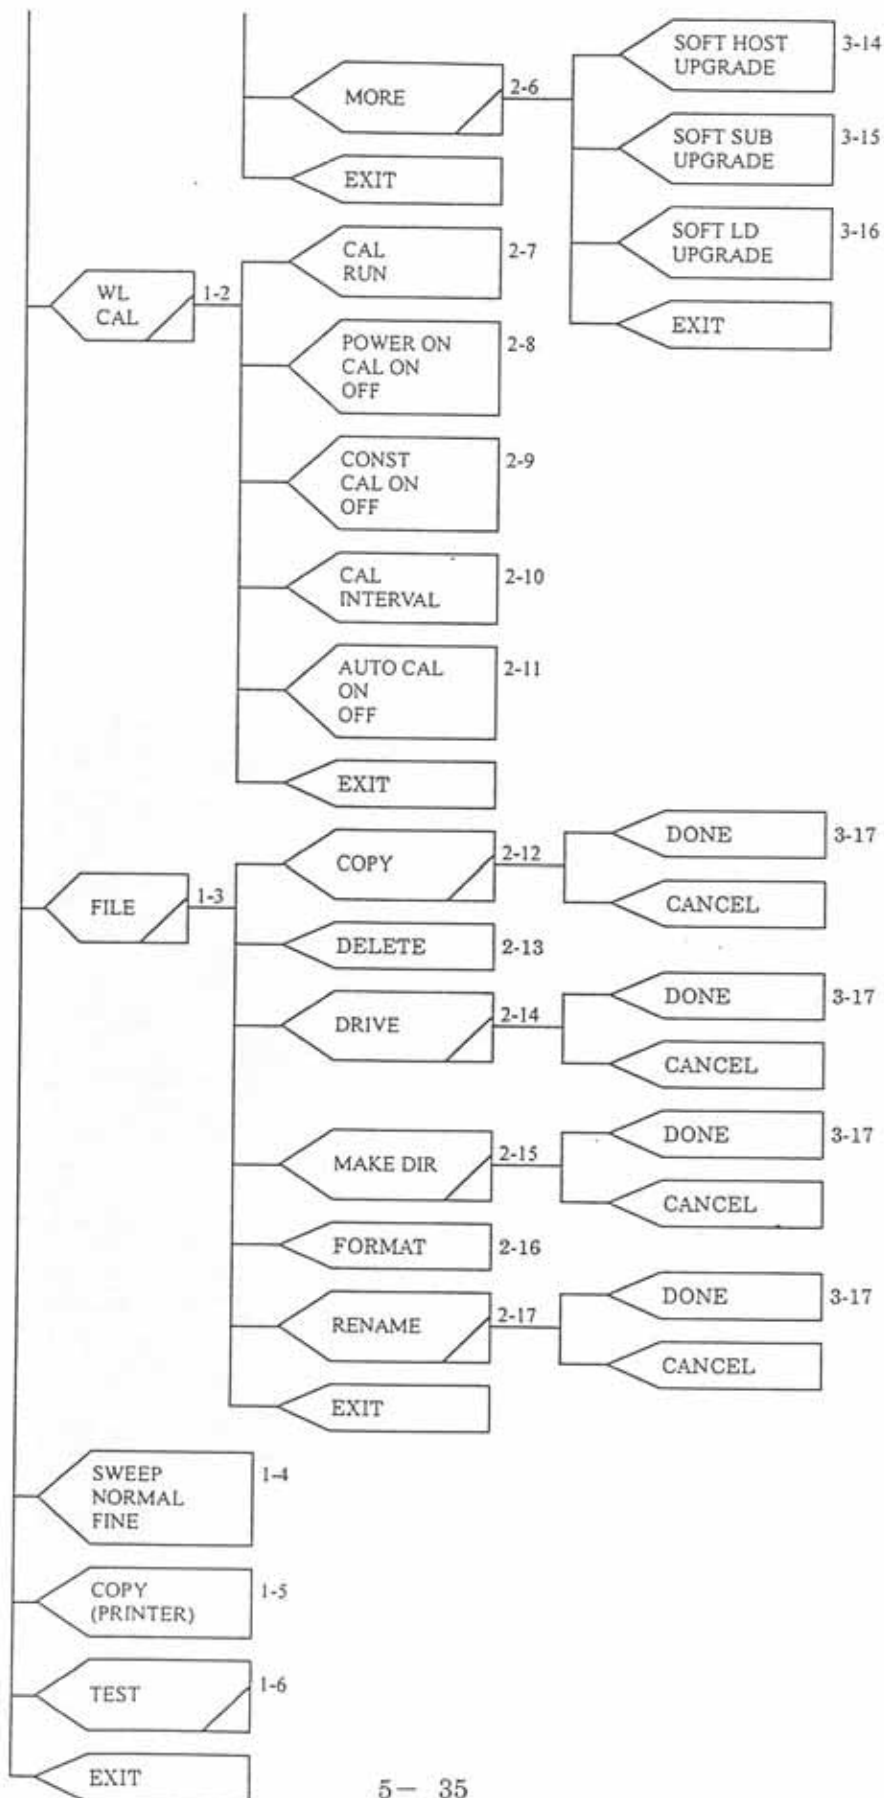 SOFT HOST
UPGRADE
3-14
MORE
2-6
SOFT SUB
UPGRADE
3-15
EXIT
SOFT LD
UPGRADE
3-16
EXIT
WL
CAL
1-2
CAL
RUN
2-7
POWER ON
CAL ON
OFF
2-8
CONST
CAL ON
OFF
2-9
CAL
INTERVAL
2-10
AUTO CAL
ON
OFF
2-11
EXIT
FILE
1-3
COPY
2-12
DONE
3-17
CANCEL
DELETE
2-13
DRIVE
2-14
DONE
3-17
CANCEL
MAKE DIR
2-15
DONE
3-17
CANCEL
FORMAT
2-16
RENAME
2-17
DONE
3-17
CANCEL
EXIT
SWEEP
NORMAL
FINE
1-4
COPY
(PRINTER)
1-5
TEST
1-6
EXIT
5— 35